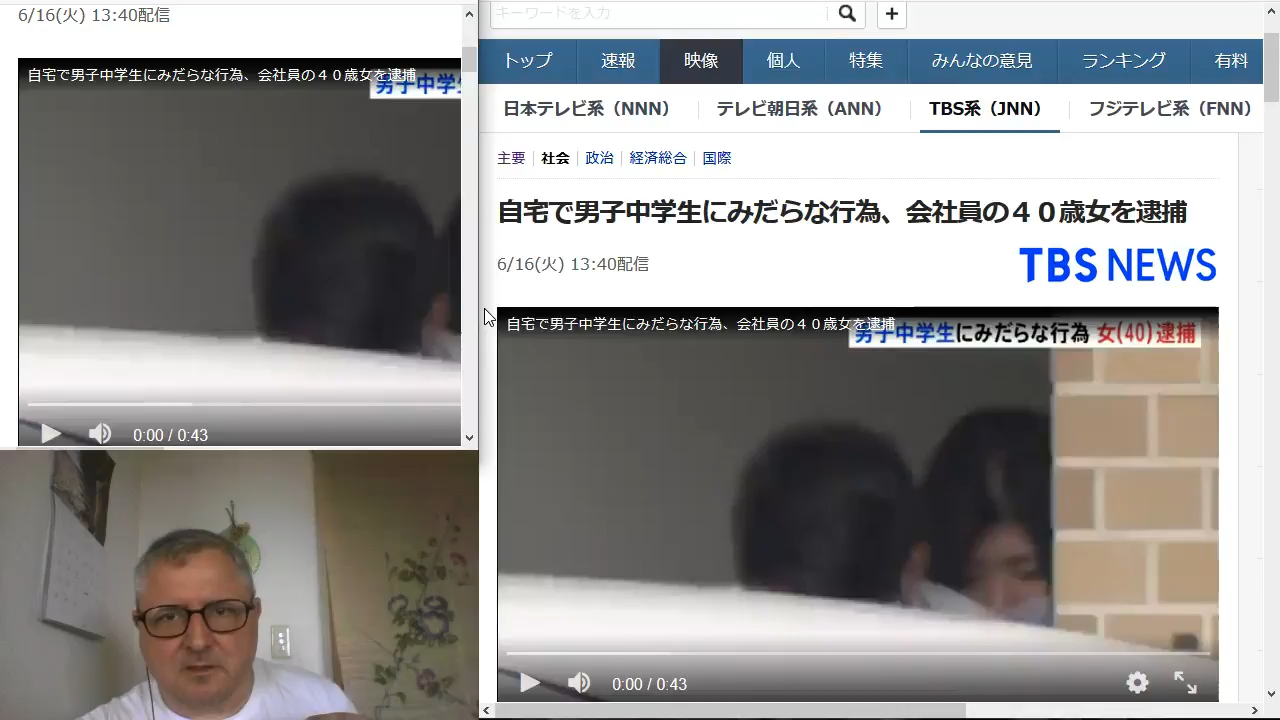 6/16(火) 13:40配信
自宅で男子中学生にみだらな行為、会社員の４０歳女を逮捕
男子中学
0:00 / 0:43
キーワードを入力
トップ 速報 映像 個人 特集 みんなの意見 ランキング 有料
日本テレビ系（NNN） テレビ朝日系（ANN） TBS系（JNN） フジテレビ系（FNN）
主要 社会 政治 経済総合 国際
自宅で男子中学生にみだらな行為、会社員の４０歳女を逮捕
6/16(火) 13:40配信
TBS NEWS
自宅で男子中学生にみだらな行為、会社員の４０歳女を逮捕
男子中学生にみだらな行為 女(40)逮捕
0:00 / 0:43